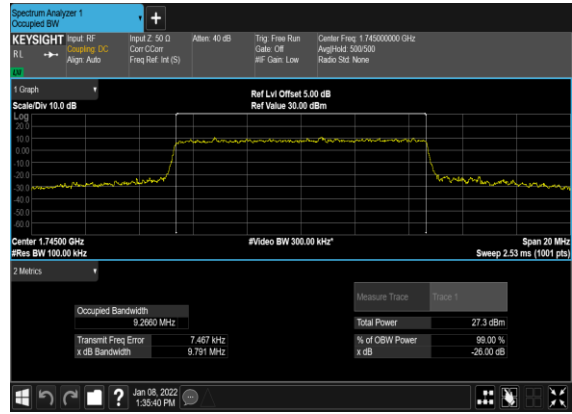 Spectrum Analyzer 1
Occupied BW
+
KEYSIGHT Input: RF Input Z: 50 Ω Atten: 40 dB Trig: Free Run Center Freq: 1.745000000 GHz
RL Coupling: DC Corr CCorr Gate: Off Avg|Hold: 500/500
Align: Auto Freq Ref: Int (S) #IF Gain: Low Radio Std: None
1 Graph
Ref Lvl Offset 5.00 dB
Scale/Div 10.0 dB Ref Value 30.00 dBm
Log
20.0
10.0
0.00
-10.0
-20.0
-30.0
-40.0
-50.0
-60.0
Center 1.74500 GHz #Video BW 300.00 kHz* Span 20 MHz
#Res BW 100.00 kHz Sweep 2.53 ms (1001 pts)
2 Metrics
Measure Trace Trace 1
Occupied Bandwidth
9.2660 MHz Total Power 27.3 dBm
Transmit Freq Error 7.467 kHz % of OBW Power 99.00 %
x dB Bandwidth 9.791 MHz x dB -26.00 dB
? Jan 08, 2022
1:35:40 PM